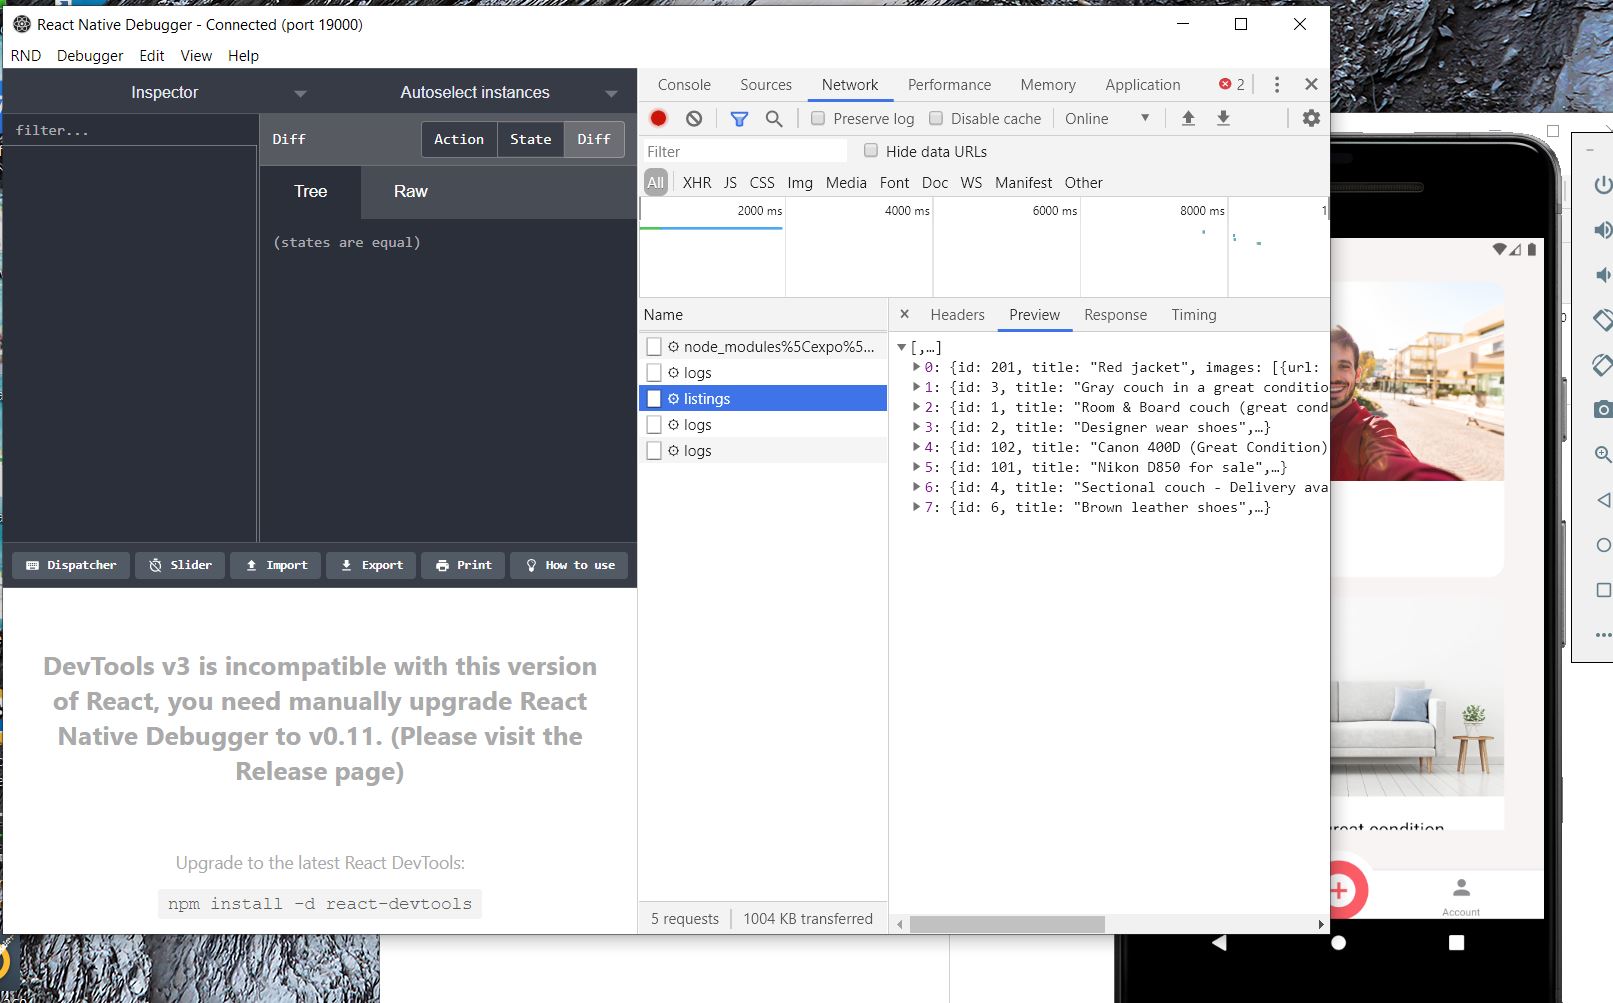 React Native Debugger - Connected (port 19000)
RND Debugger Edit View Help
Inspector Autoselect instances
filter...
Diff Action State Diff
Tree Raw
(states are equal)
Dispatcher Slider Import Export Print How to use
DevTools v3 is incompatible with this version
of React, you need manually upgrade React
Native Debugger to v0.11. (Please visit the
Release page)
Upgrade to the latest React DevTools:
npm install -d react-devtools
Console Sources Network Performance Memory Application 2
Preserve log Disable cache Online
Filter Hide data URLs
All XHR JS CSS Img Media Font Doc WS Manifest Other
2000 ms 4000 ms 6000 ms 8000 ms 1
Name
node_modules%5Cexpo%5...
logs
listings
logs
logs
5 requests 1004 KB transferred
× Headers Preview Response Timing
[,…]
0: {id: 201, title: "Red jacket", images: [{url:
1: {id: 3, title: "Gray couch in a great conditio
2: {id: 1, title: "Room & Board couch (great cond
3: {id: 2, title: "Designer wear shoes",…}
4: {id: 102, title: "Canon 400D (Great Condition)
5: {id: 101, title: "Nikon D850 for sale",…}
6: {id: 4, title: "Sectional couch - Delivery ava
7: {id: 6, title: "Brown leather shoes",…}
reat condition
Account